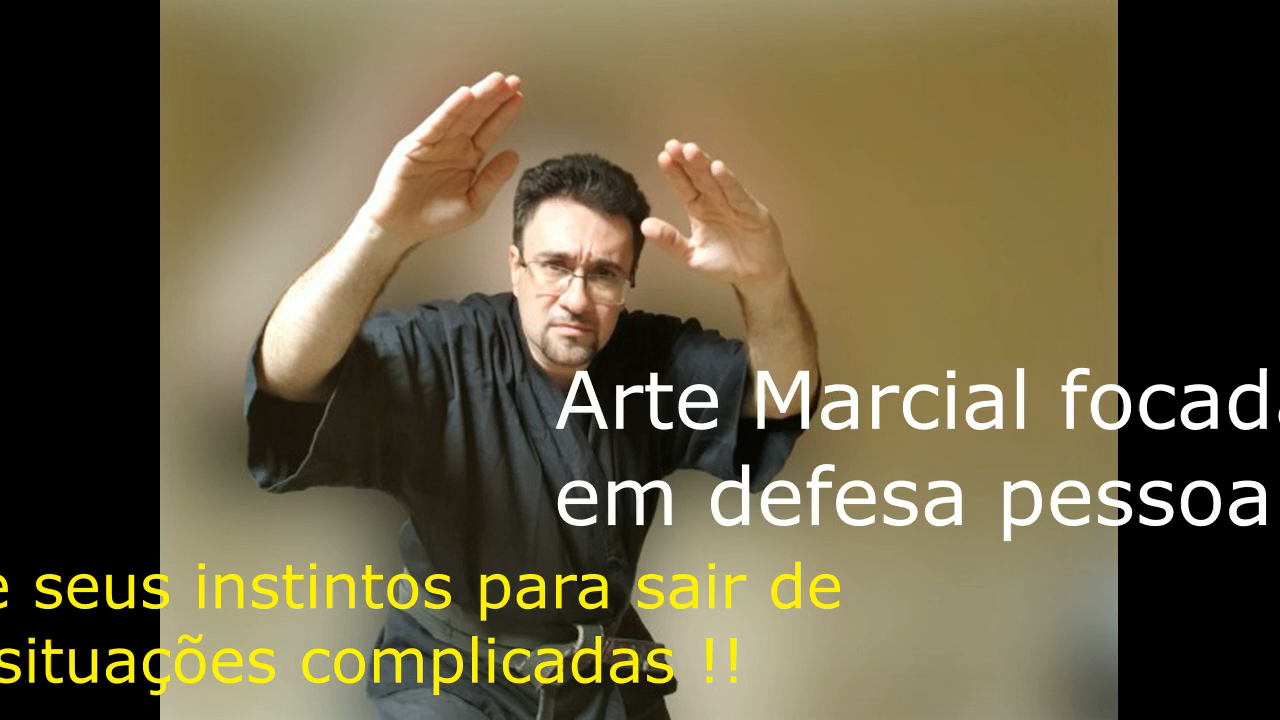 Arte Marcial focad
em defesa pessoa
e seus instintos para sair de
situações complicadas !!